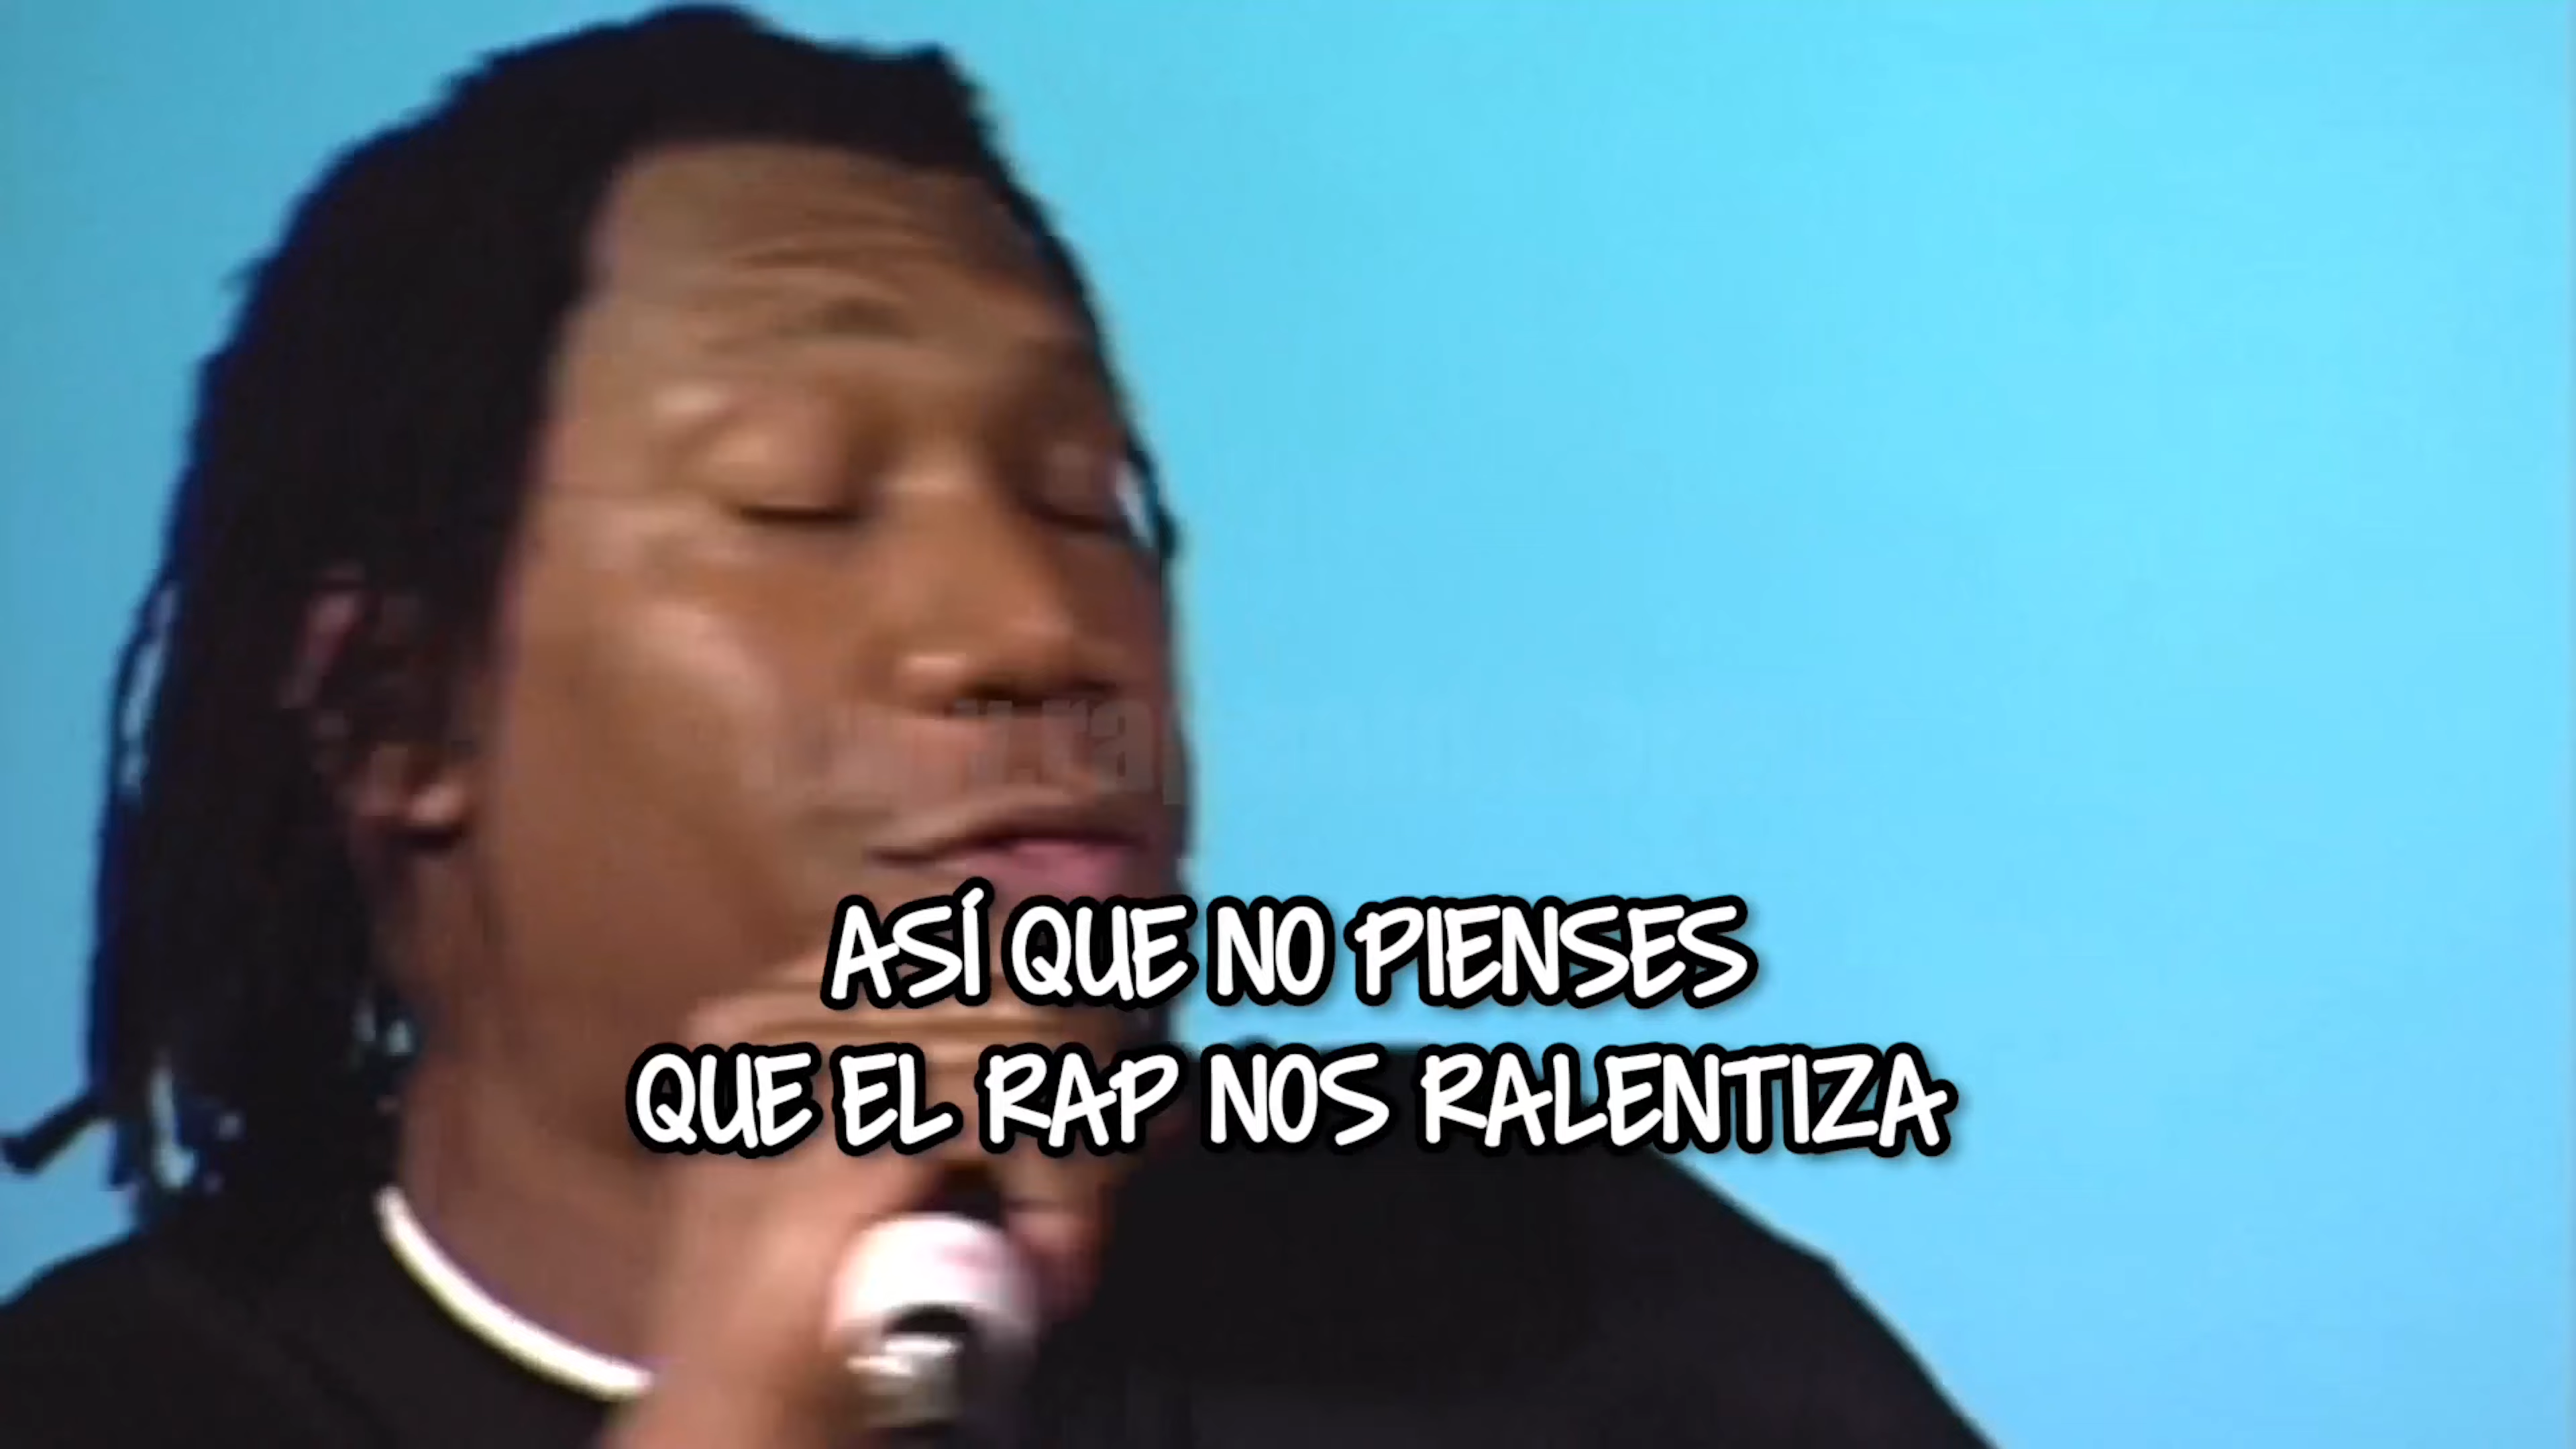 ASÍ QUE NO PIENSES
QUE EL RAP NOS RALENTIZA